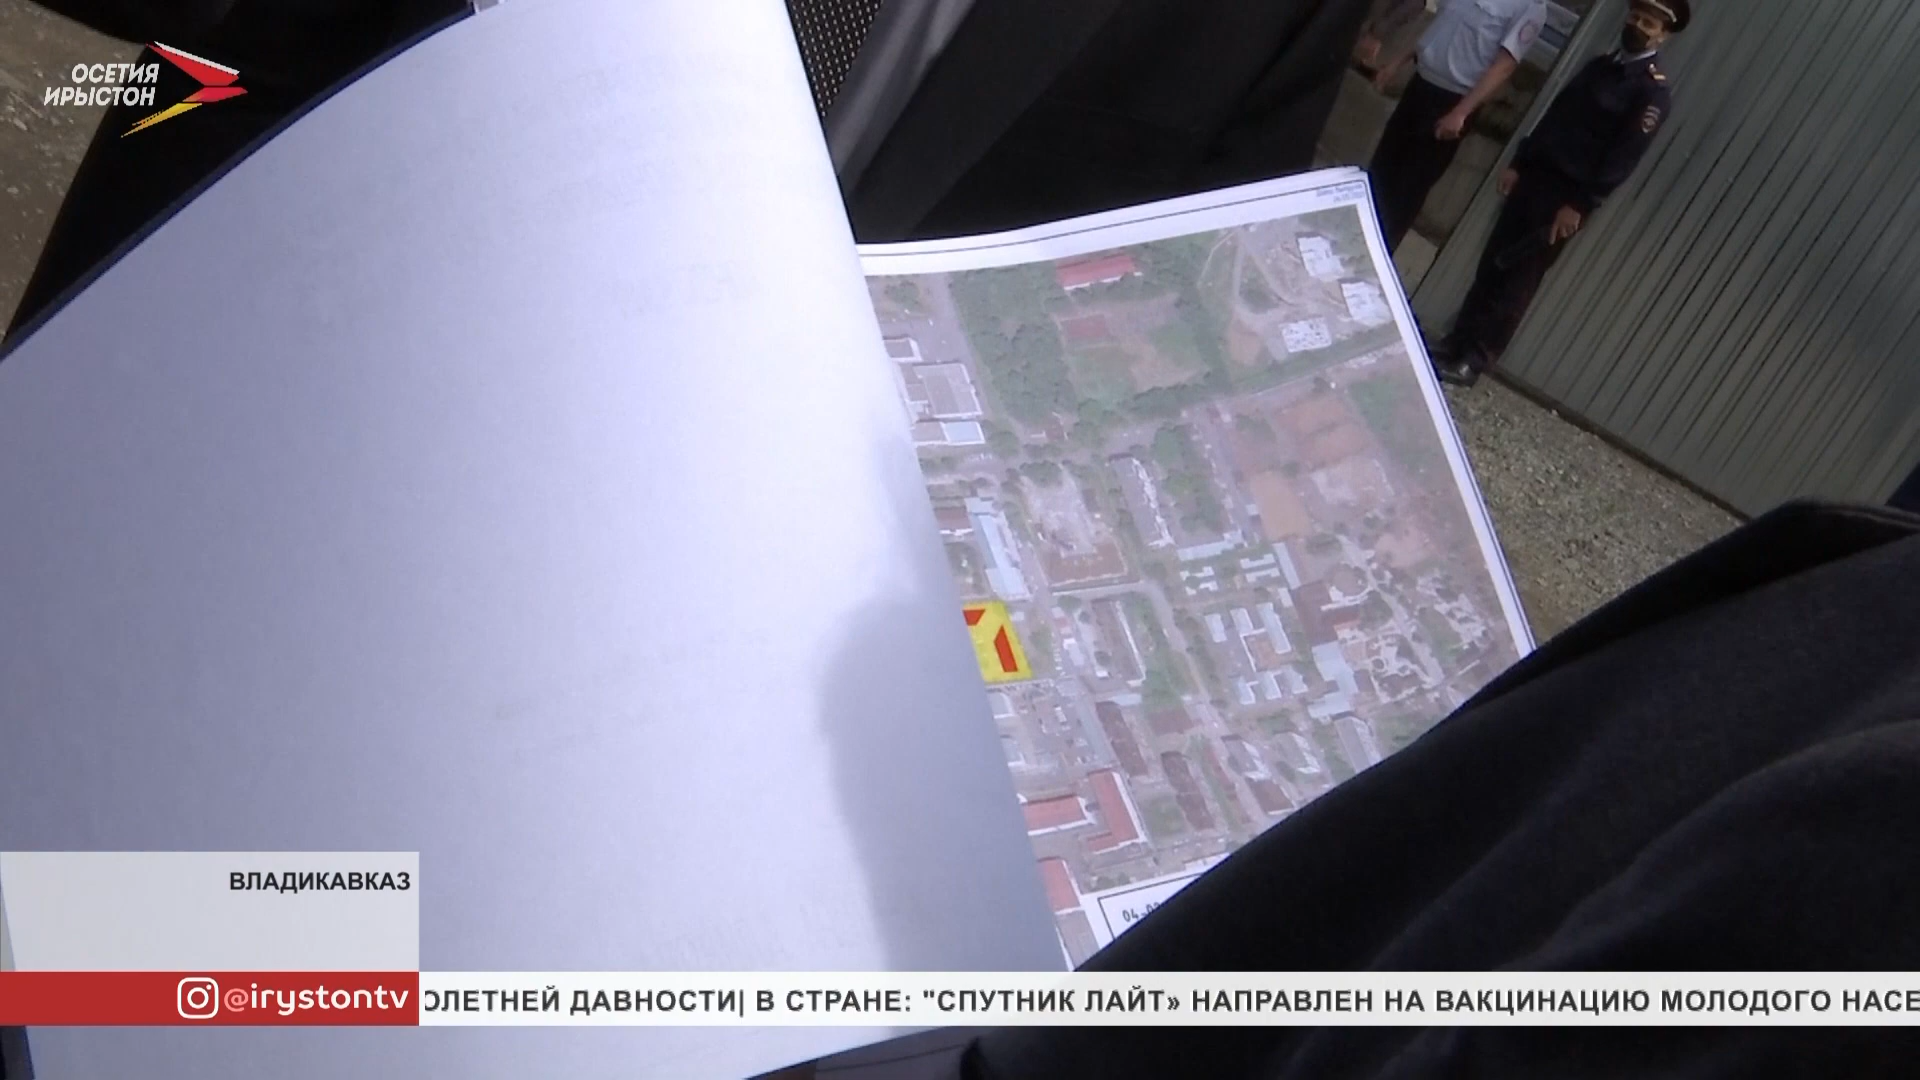 ОСЕТИЯ
ИРЫСТОН
ВЛАДИКАВКАЗ
@irystontv
ОЛЕТНЕЙ ДАВНОСТИ| В СТРАНЕ: "СПУТНИК ЛАЙТ» НАПРАВЛЕН НА ВАКЦИНАЦИЮ МОЛОДОГО НАСЕ